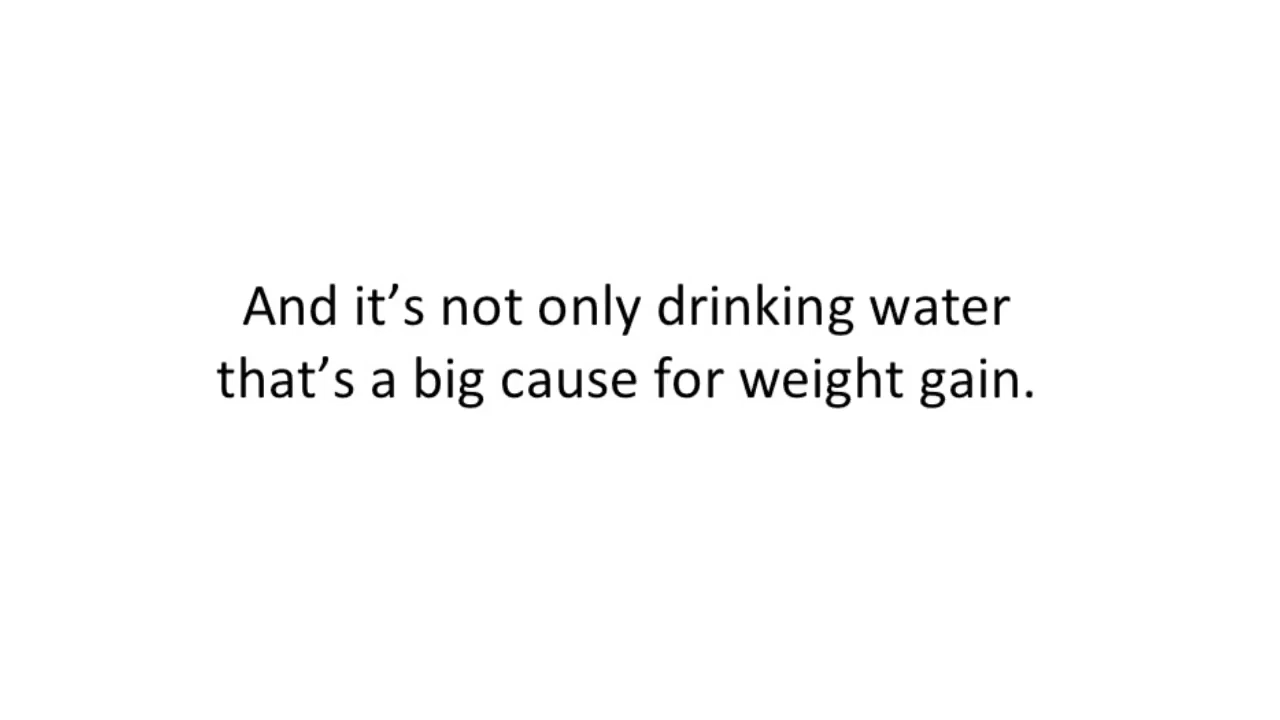 And it’s not only drinking water
that’s a big cause for weight gain.